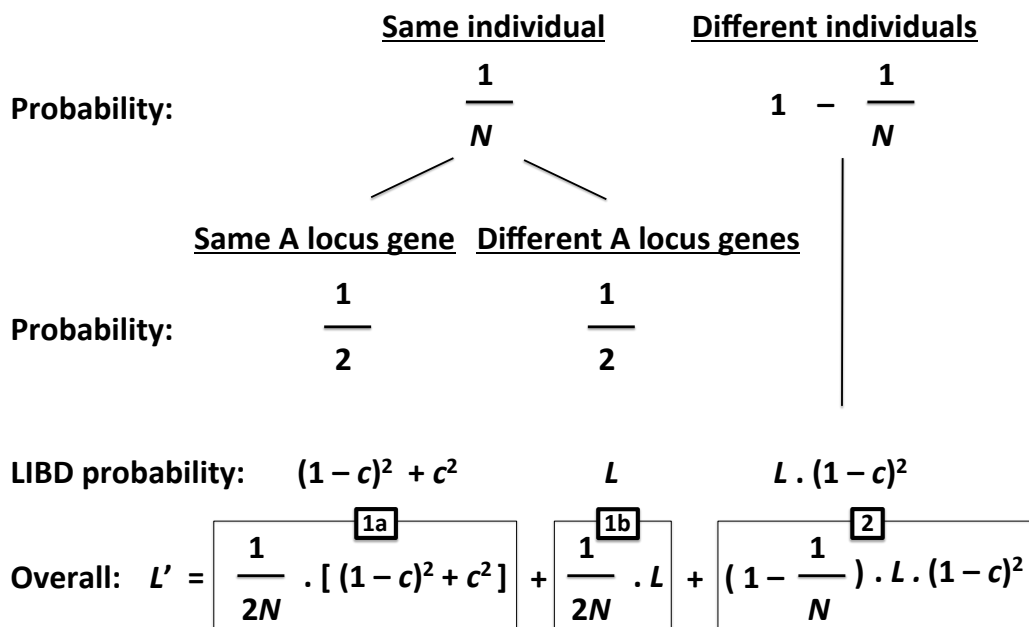 Same individual Different individuals
Probability: 1/N 1 – 1/N
Same A locus gene Different A locus genes
Probability: 1/2 1/2
LIBD probability: (1 – c)² + c² L L . (1 – c)²
1a 1b 2
Overall: L’ = 1/2N . [ (1 – c)² + c² ] + 1/2N . L + ( 1 - 1/N ) . L . (1 – c)²